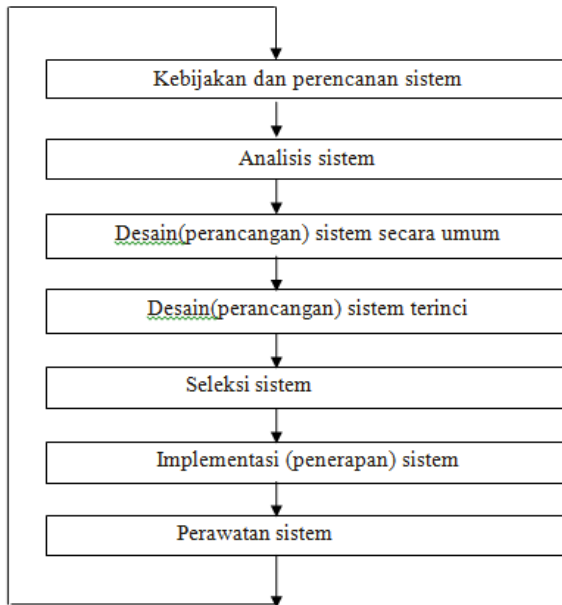 Kebijakan dan perencanan sistem
Analisis sistem
Desain(perancangan) sistem secara umum
Desain(perancangan) sistem terinci
Seleksi sistem
Implementasi (penerapan) sistem
Perawatan sistem